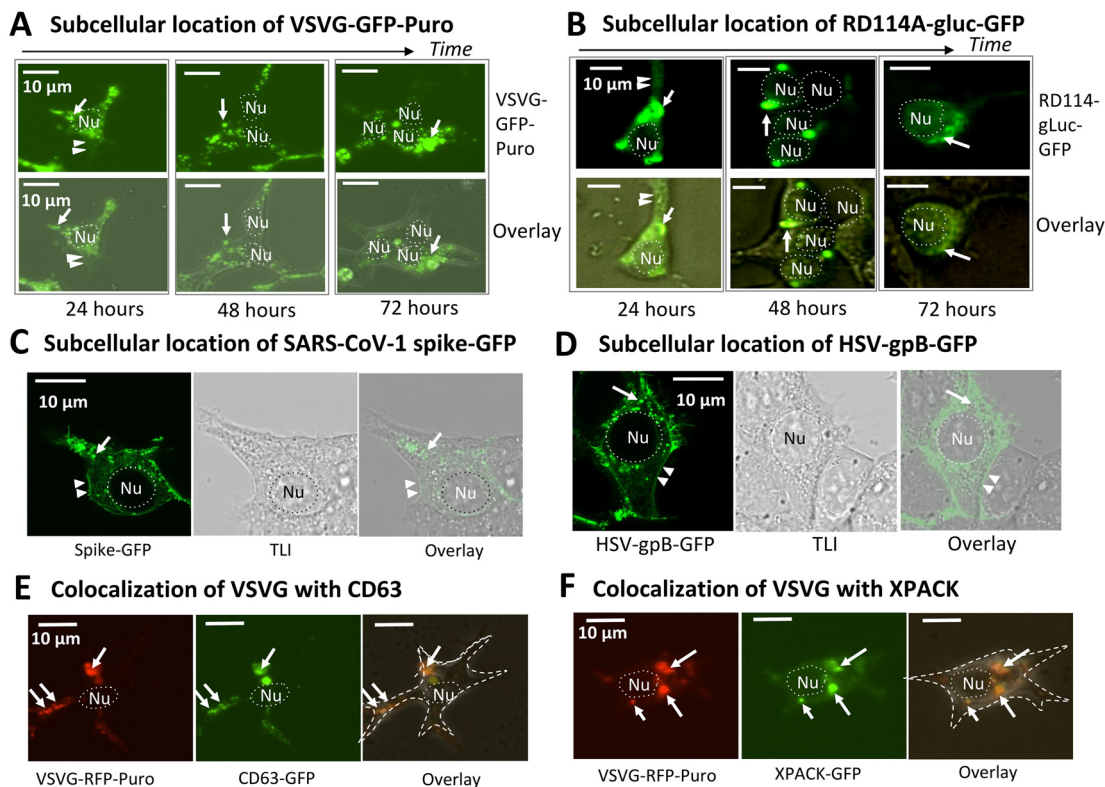 A Subcellular location of VSVG-GFP-Puro
Time
10 µm
Nu
Nu
Nu
Nu
Nu
Nu
VSVG-
GFP-
Puro
10 µm
Nu
Nu
Nu
Nu
Nu
Nu
Overlay
24 hours 48 hours 72 hours
B Subcellular location of RD114A-gluc-GFP
Time
10 µm
Nu
Nu
Nu
Nu
Nu
Nu
RD114-
gLuc-
GFP
Nu
Nu
Nu
Nu
Nu
Nu
Overlay
24 hours 48 hours 72 hours
C Subcellular location of SARS-CoV-1 spike-GFP
10 µm
Nu
Nu
Nu
Spike-GFP TLI Overlay
D Subcellular location of HSV-gpB-GFP
10 µm
Nu
Nu
Nu
HSV-gpB-GFP TLI Overlay
E Colocalization of VSVG with CD63
10 µm
Nu
Nu
Nu
VSVG-RFP-Puro CD63-GFP Overlay
F Colocalization of VSVG with XPACK
10 µm
Nu
Nu
Nu
VSVG-RFP-Puro XPACK-GFP Overlay